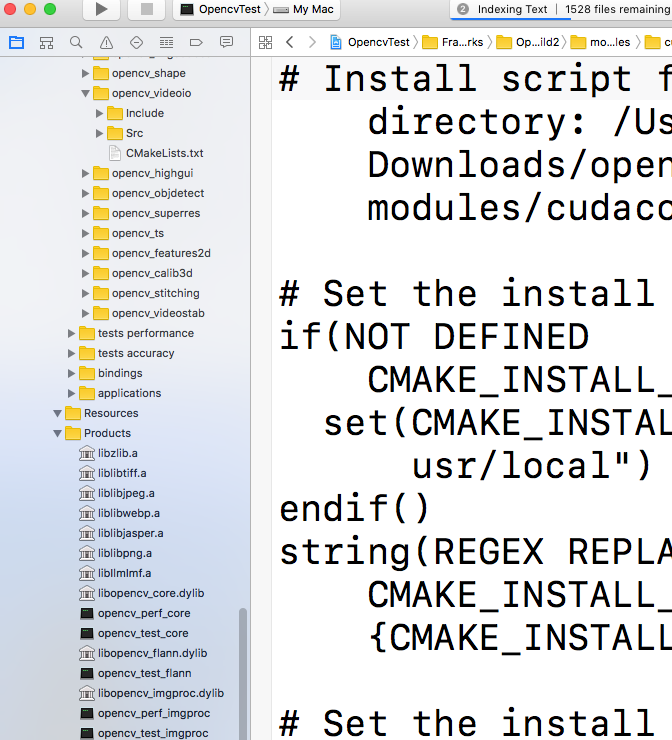 OpencvTest My Mac
2 Indexing Text 1528 files remaining
OpencvTest Fra...rks Op...ild2 mo...les
opencv_shape
opencv_videoio
Include
Src
CMakeLists.txt
opencv_highgui
opencv_objdetect
opencv_superres
opencv_ts
opencv_features2d
opencv_calib3d
opencv_stitching
opencv_videostab
tests performance
tests accuracy
bindings
applications
Resources
Products
libzlib.a
liblibtiff.a
liblibjpeg.a
liblibwebp.a
liblibjasper.a
liblibpng.a
libllmlmf.a
libopencv_core.dylib
opencv_perf_core
opencv_test_core
libopencv_flann.dylib
opencv_test_flann
libopencv_imgproc.dylib
opencv_perf_imgproc
opencv_test_imgproc
# Install script f
directory: /Us
Downloads/open
modules/cudacc
# Set the install
if(NOT DEFINED
CMAKE_INSTALL_
set(CMAKE_INSTAL
usr/local")
endif()
string(REGEX REPLA
CMAKE_INSTALL_
{CMAKE_INSTALL
# Set the install